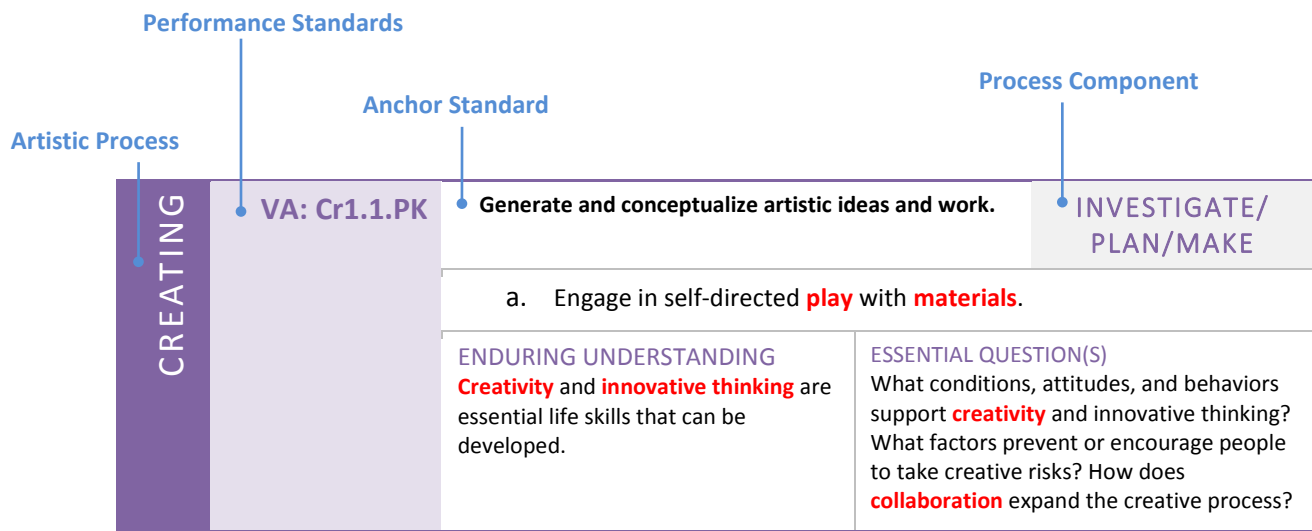 Performance Standards
Process Component
Anchor Standard
Artistic Process
CREATING
VA: Cr1.1.PK
Generate and conceptualize artistic ideas and work.
INVESTIGATE/
PLAN/MAKE
a. Engage in self-directed play with materials.
ENDURING UNDERSTANDING
Creativity and innovative thinking are
essential life skills that can be
developed.
ESSENTIAL QUESTION(S)
What conditions, attitudes, and behaviors
support creativity and innovative thinking?
What factors prevent or encourage people
to take creative risks? How does
collaboration expand the creative process?